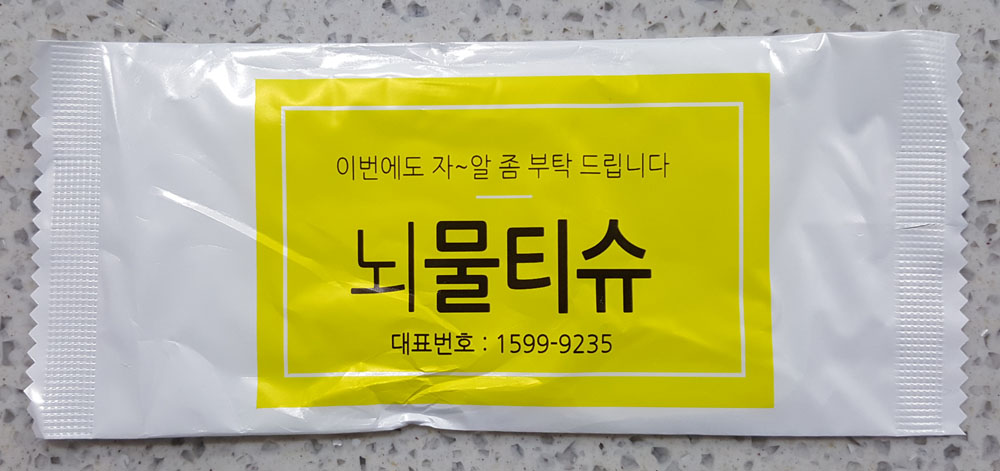 이번에도 자~알 좀 부탁 드립니다
뇌물티슈
대표번호 : 1599-9235